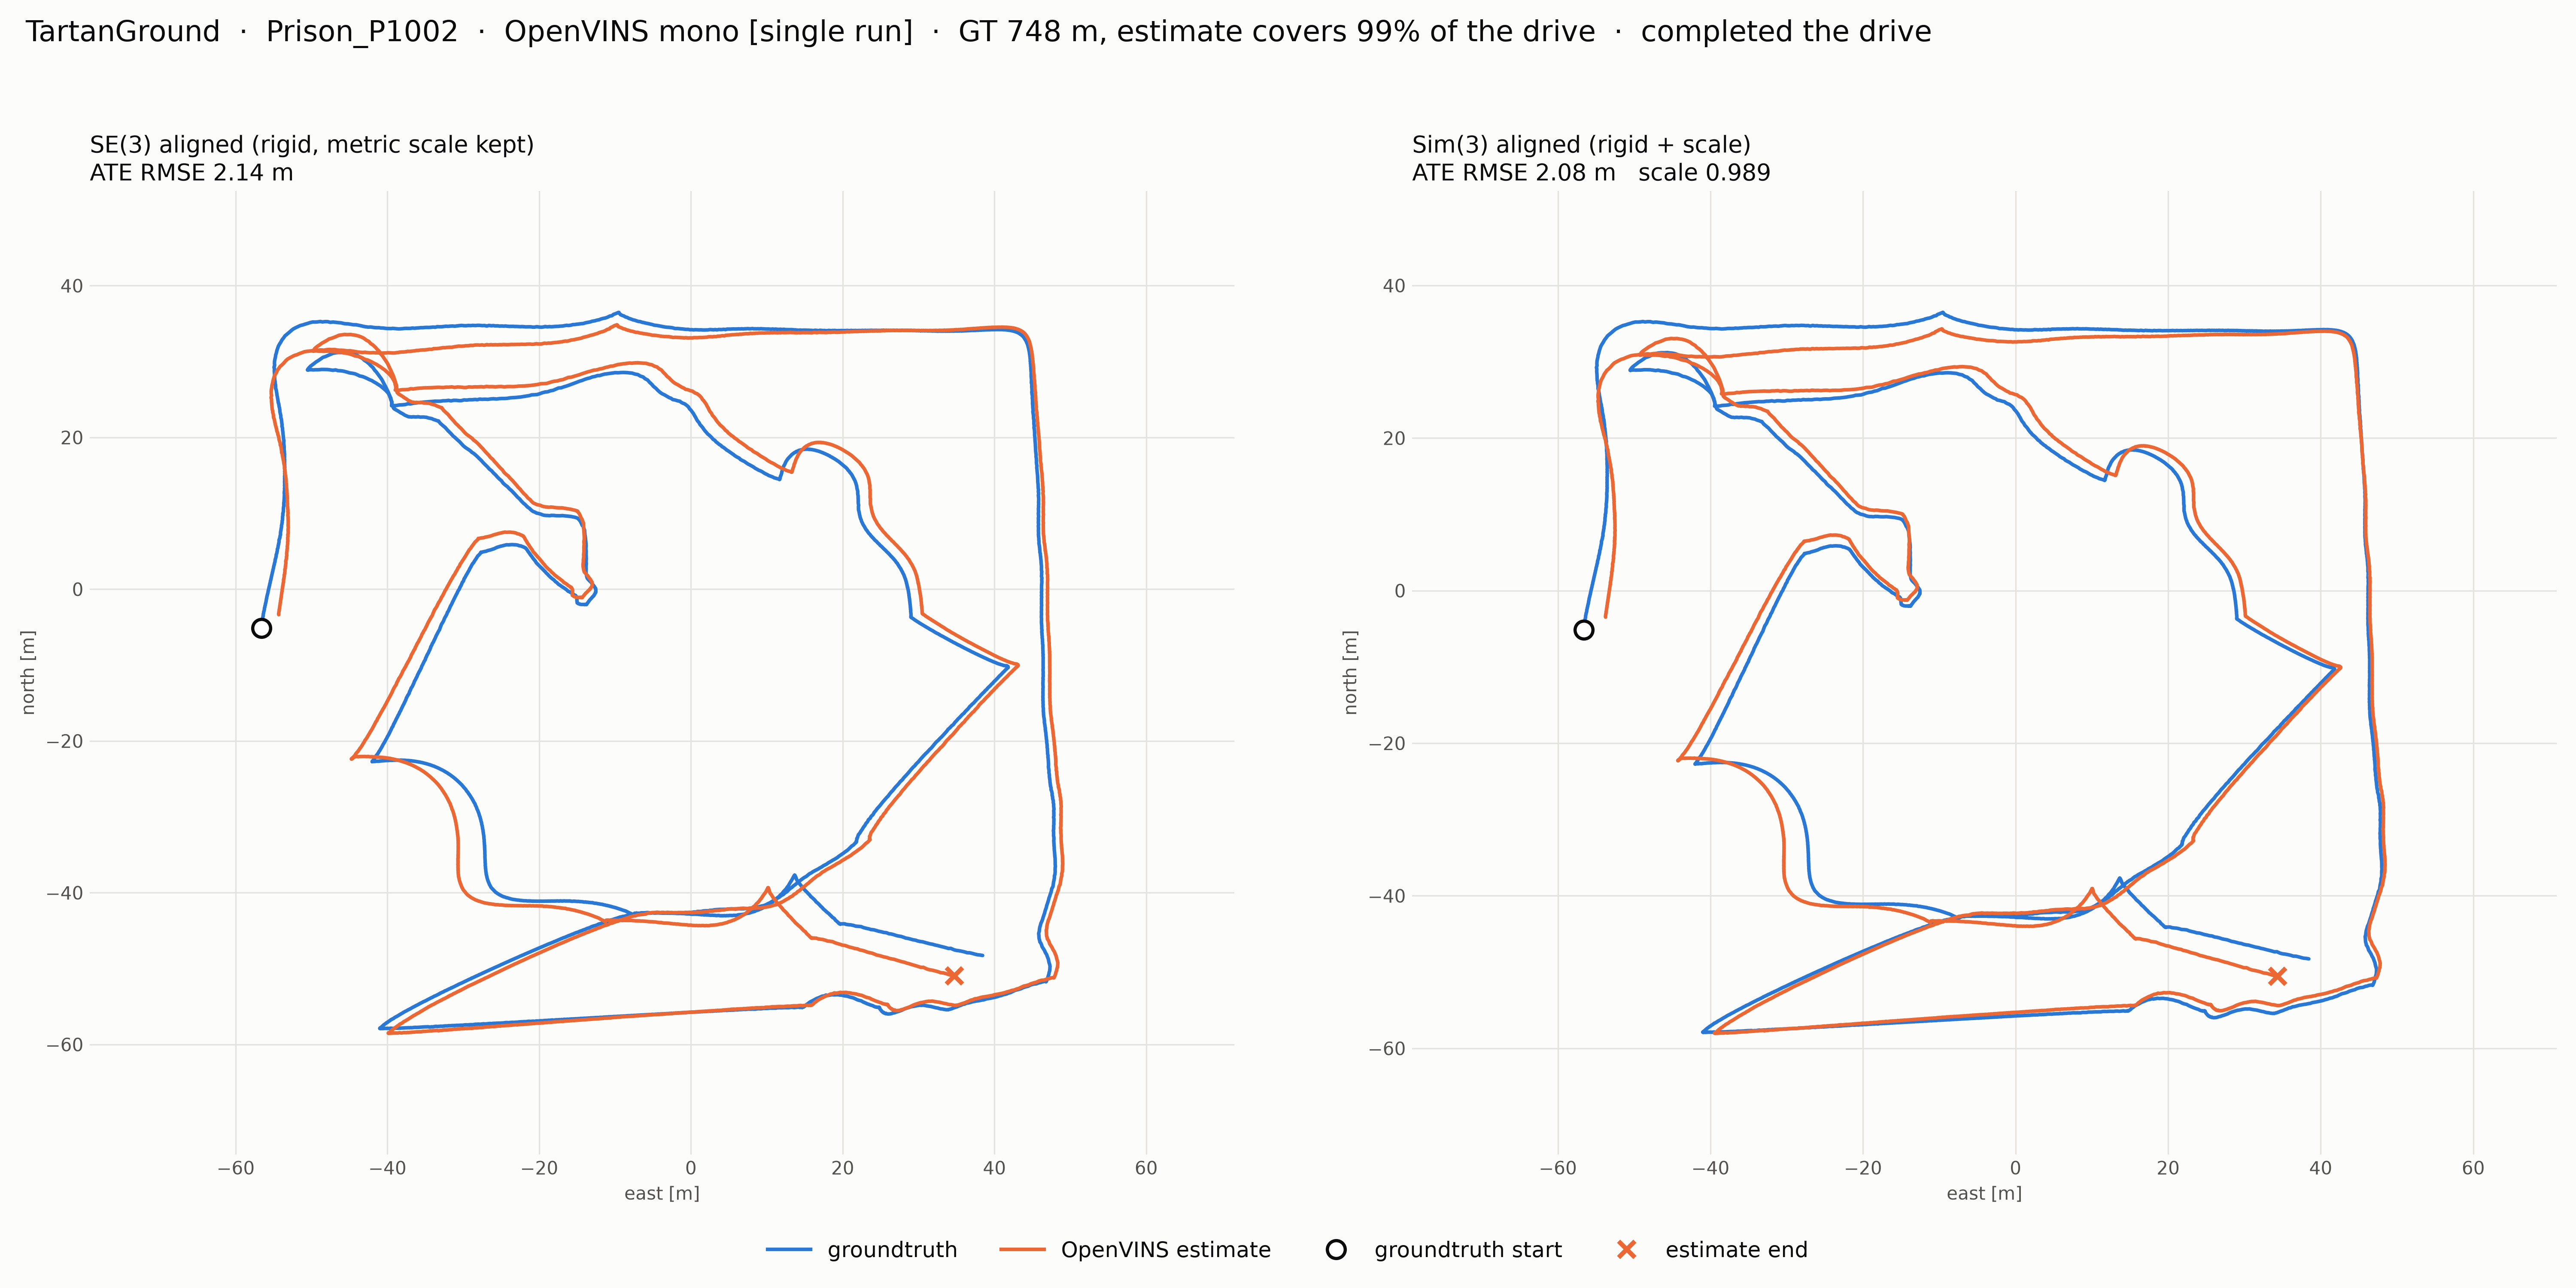 TartanGround · Prison_P1002 · OpenVINS mono [single run] · GT 748 m, estimate covers 99% of the drive · completed the drive
SE(3) aligned (rigid, metric scale kept)
ATE RMSE 2.14 m
40
20
0
−20
−40
−60
north [m]
−60 −40 −20 0 20 40 60
east [m]
Sim(3) aligned (rigid + scale)
ATE RMSE 2.08 m scale 0.989
40
20
0
−20
−40
−60
north [m]
−60 −40 −20 0 20 40 60
east [m]
groundtruth OpenVINS estimate groundtruth start estimate end